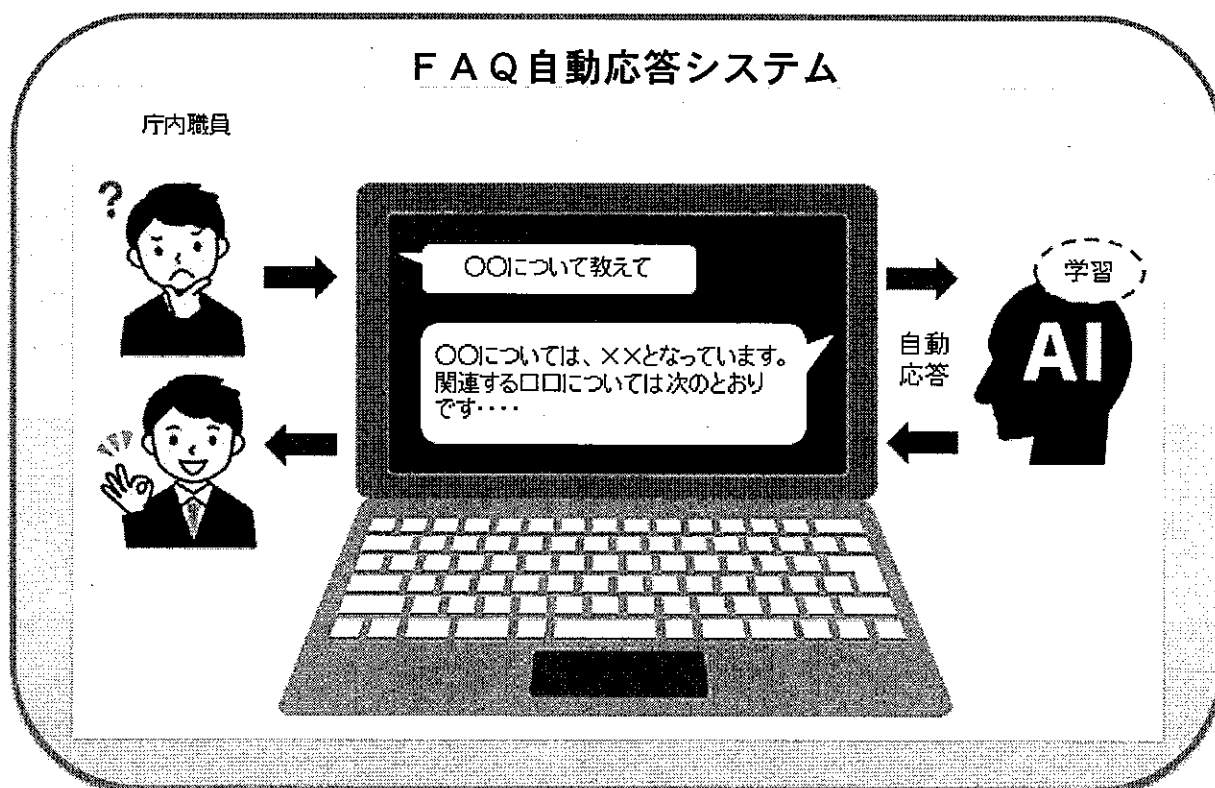 FAQ自動応答システム
庁内職員
?
〇〇について教えて
〇〇については、××となっています。
関連する□□については次のとおり
です・・・・
学習
AI
自動
応答